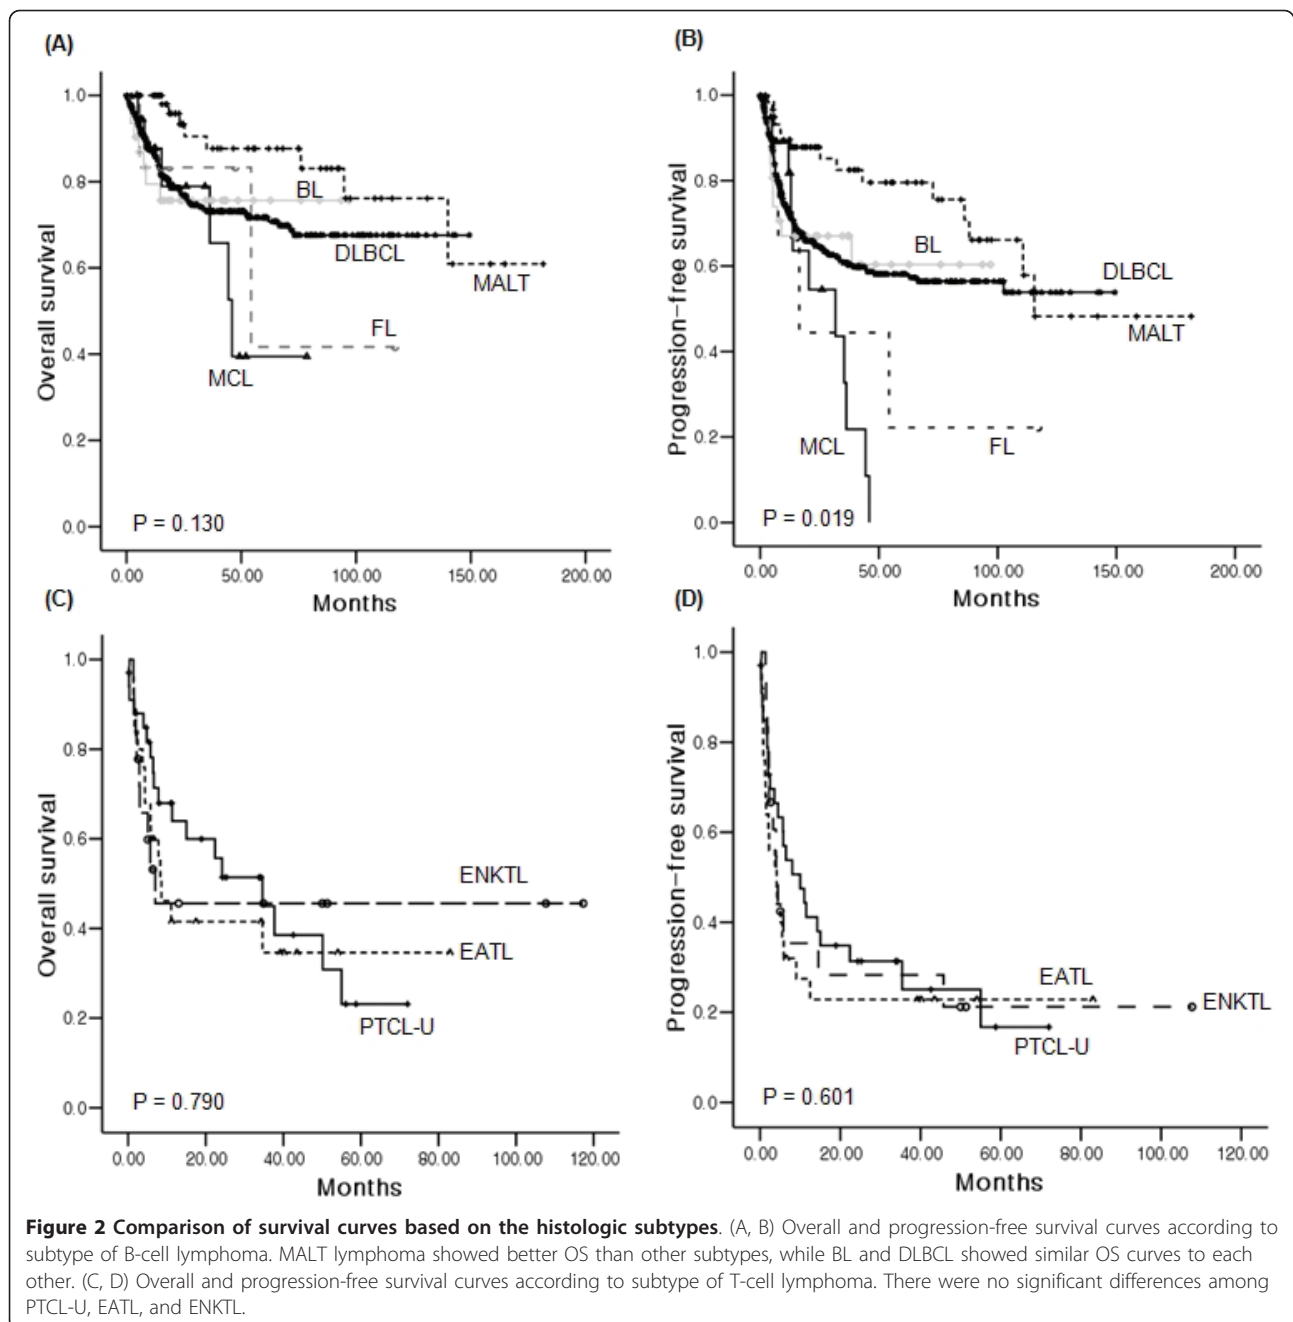 (A)
Overall survival
1.0
0.8
0.6
0.4
0.2
0.0
BL
DLBCL
MALT
FL
MCL
P = 0.130
0.00 50.00 100.00 150.00 200.00
Months
(B)
Progression-free survival
1.0
0.8
0.6
0.4
0.2
0.0
BL
DLBCL
MALT
MCL
FL
P = 0.019
0.00 50.00 100.00 150.00 200.00
Months
(C)
Overall survival
1.0
0.8
0.6
0.4
0.2
0.0
ENKTL
EATL
PTCL-U
P = 0.790
0.00 20.00 40.00 60.00 80.00 100.00 120.00
Months
(D)
Progression-free survival
1.0
0.8
0.6
0.4
0.2
0.0
EATL
ENKTL
PTCL-U
P = 0.601
0.00 20.00 40.00 60.00 80.00 100.00 120.00
Months
Figure 2 Comparison of survival curves based on the histologic subtypes. (A, B) Overall and progression-free survival curves according to
subtype of B-cell lymphoma. MALT lymphoma showed better OS than other subtypes, while BL and DLBCL showed similar OS curves to each
other. (C, D) Overall and progression-free survival curves according to subtype of T-cell lymphoma. There were no significant differences among
PTCL-U, EATL, and ENKTL.